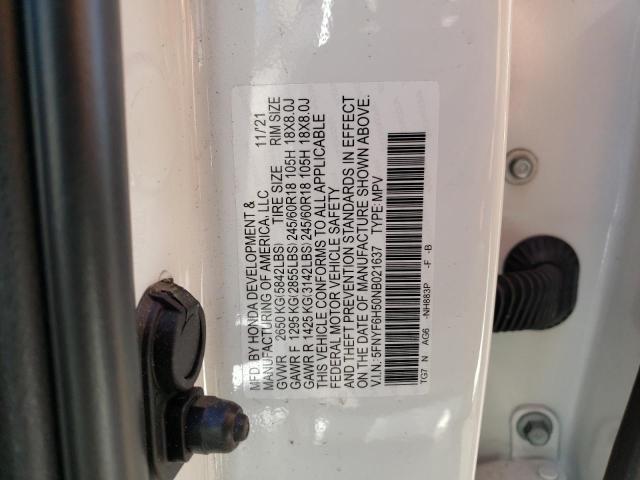 MFD. BY HONDA DEVELOPMENT & 11/21
MANUFACTURING OF AMERICA, LLC
GVWR 2650 KG(5842LBS) TIRE SIZE RIM SIZE
GAWR F 1295 KG(2855LBS) 245/60R18 105H 18X8.0J
GAWR R 1425 KG(3142LBS) 245/60R18 105H 18X8.0J
THIS VEHICLE CONFORMS TO ALL APPLICABLE
FEDERAL MOTOR VEHICLE SAFETY
AND THEFT PREVENTION STANDARDS IN EFFECT
ON THE DATE OF MANUFACTURE SHOWN ABOVE.
V.I.N.: 5FNYF6H50NB021637 TYPE:MPV
TG7 N AG6 -NH883P -F -B